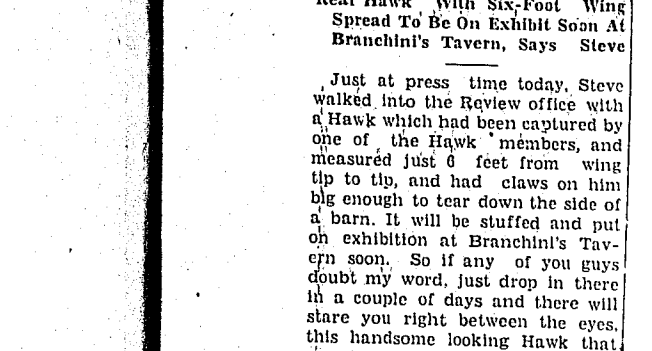 Real Hawk With Six-Foot Wing
Spread To Be On Exhibit Soon At
Branchini's Tavern, Says Steve
Just at press time today, Steve
walked into the Review office with
a Hawk which had been captured by
one of the Hawk members, and
measured just 6 feet from wing
tip to tip, and had claws on him
big enough to tear down the side of
a barn. It will be stuffed and put
on exhibition at Branchini's Tav-
ern soon. So if any of you guys
doubt my word, just drop in there
in a couple of days and there will
stare you right between the eyes,
this handsome looking Hawk that